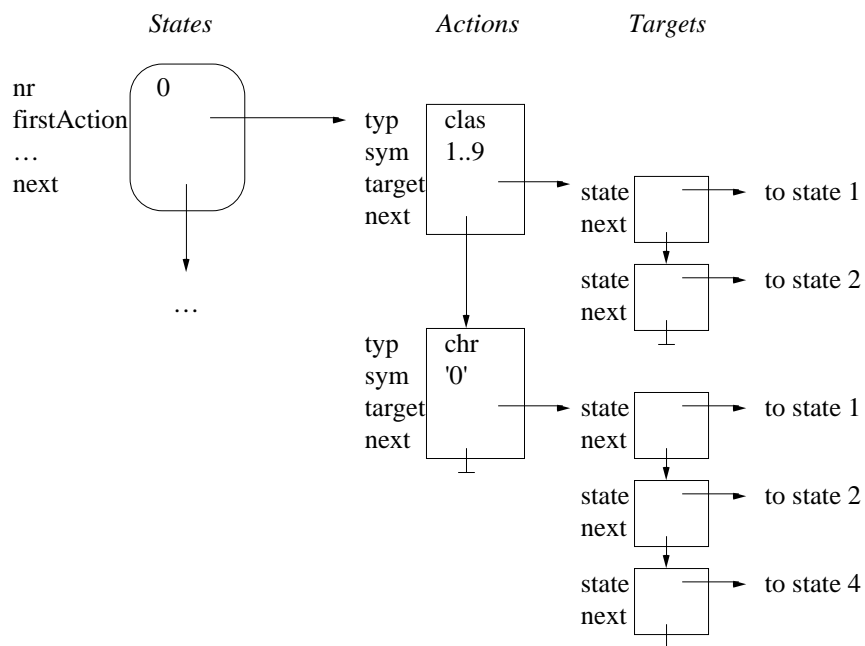 States Actions Targets
nr 0
firstAction
…
next
…
typ clas
sym 1..9
target
next
state to state 1
next
state to state 2
next
typ chr
sym '0'
target
next
state to state 1
next
state to state 2
next
state to state 4
next